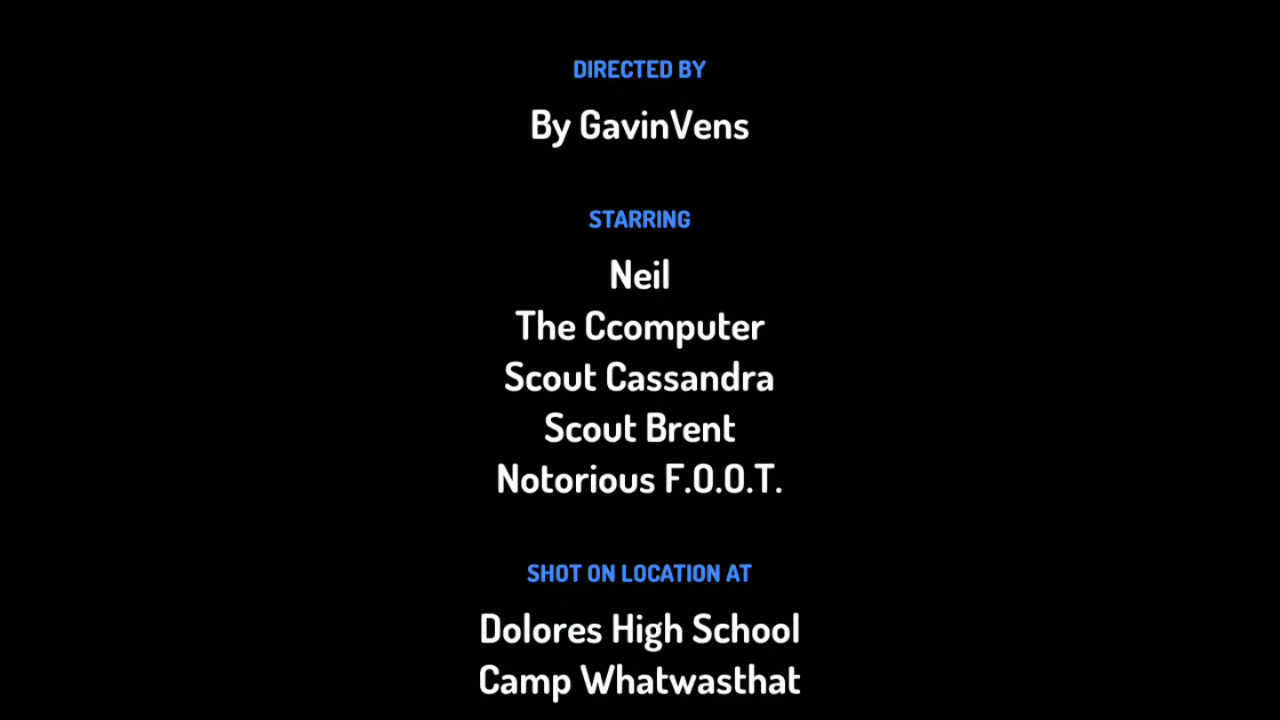 DIRECTED BY
By GavinVens
STARRING
Neil
The Ccomputer
Scout Cassandra
Scout Brent
Notorious F.O.O.T.
SHOT ON LOCATION AT
Dolores High School
Camp Whatwasthat